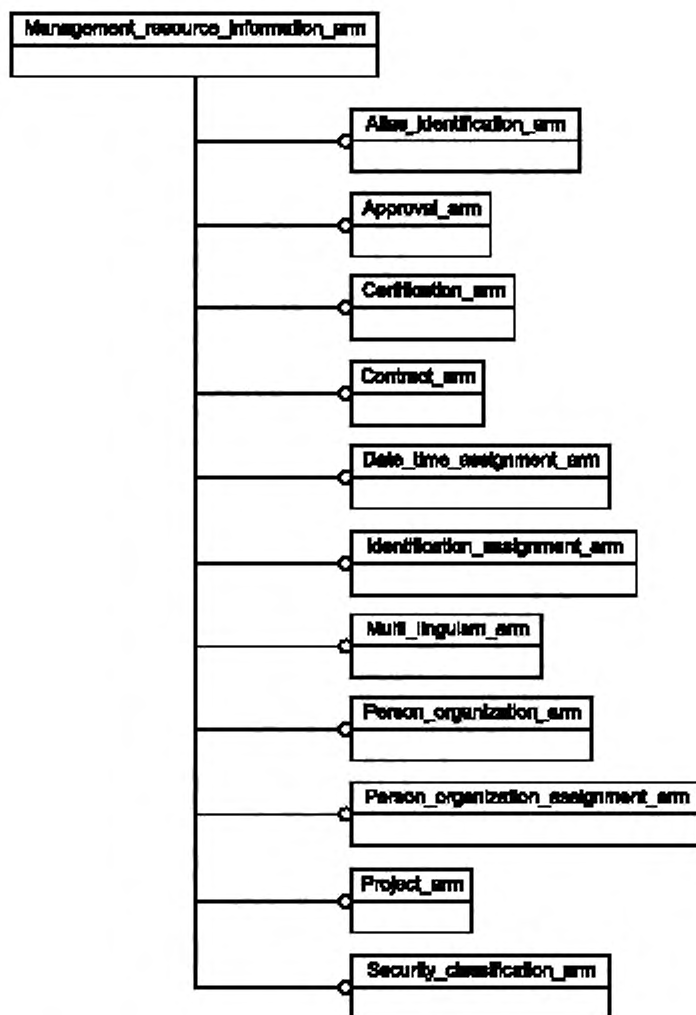 Management_resource_information_arm
Alias_identification_arm
Approval_arm
Certification_arm
Contract_arm
Date_time_assignment_arm
Identification_assignment_arm
Multi_linguism_arm
Person_organization_arm
Person_organization_assignment_arm
Project_arm
Security_classification_arm